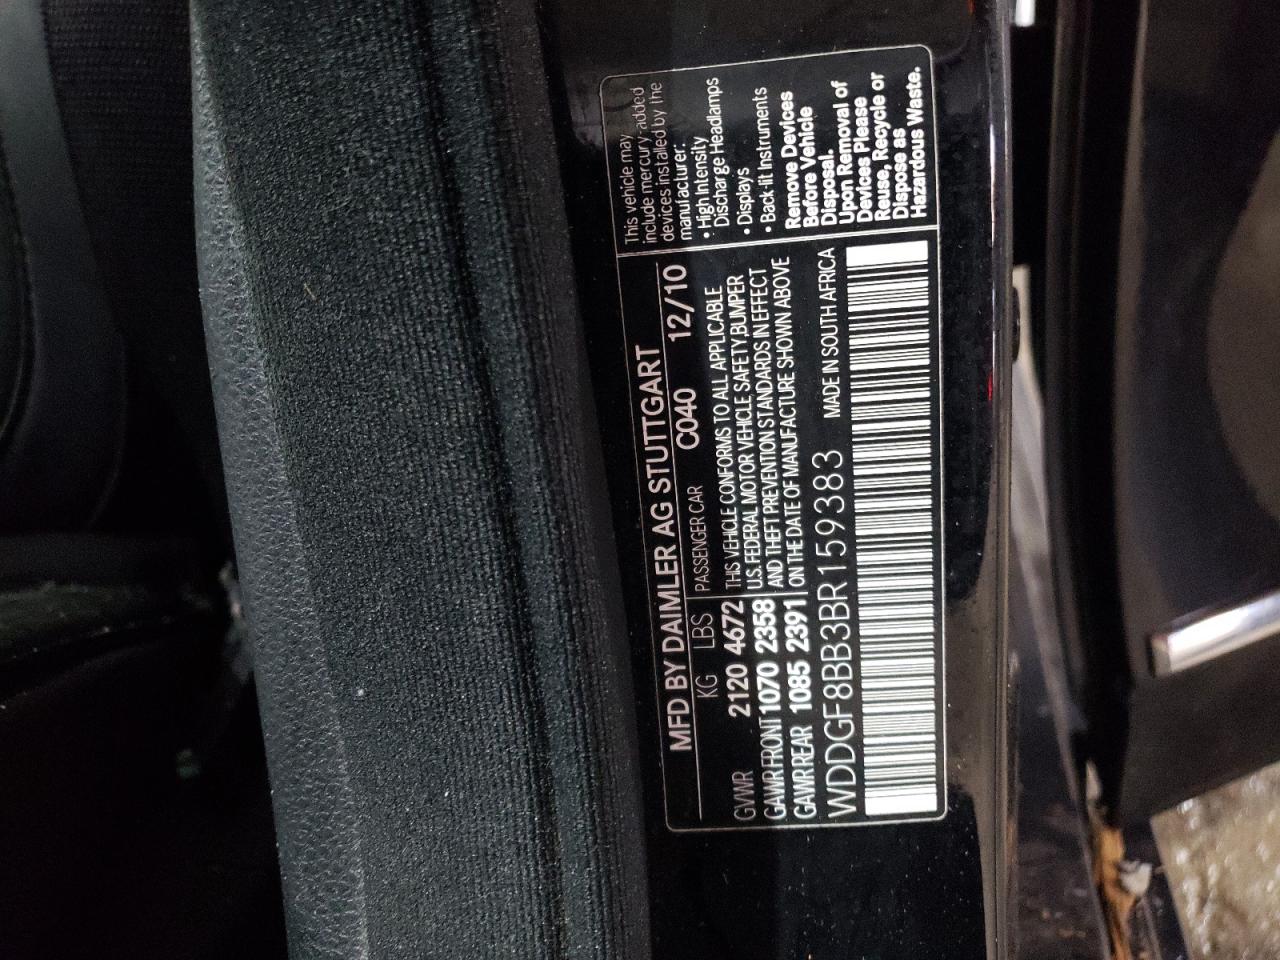 MFD BY DAIMLER AG STUTTGART
KG LBS PASSENGER CAR C040 12/10
GVWR 2120 4672 THIS VEHICLE CONFORMS TO ALL APPLICABLE
GAWR FRONT 1070 2358 U.S. FEDERAL MOTOR VEHICLE SAFETY,BUMPER
GAWR REAR 1085 2391 AND THEFT PREVENTION STANDARDS IN EFFECT
ON THE DATE OF MANUFACTURE SHOWN ABOVE
WDDGF8BB3BR159383 MADE IN SOUTH AFRICA
This vehicle may
include mercury-added
devices installed by the
manufacturer:
• High Intensity
Discharge Headlamps
• Displays
• Back-lit Instruments
Remove Devices
Before Vehicle
Disposal.
Upon Removal of
Devices Please
Reuse, Recycle or
Dispose as
Hazardous Waste.